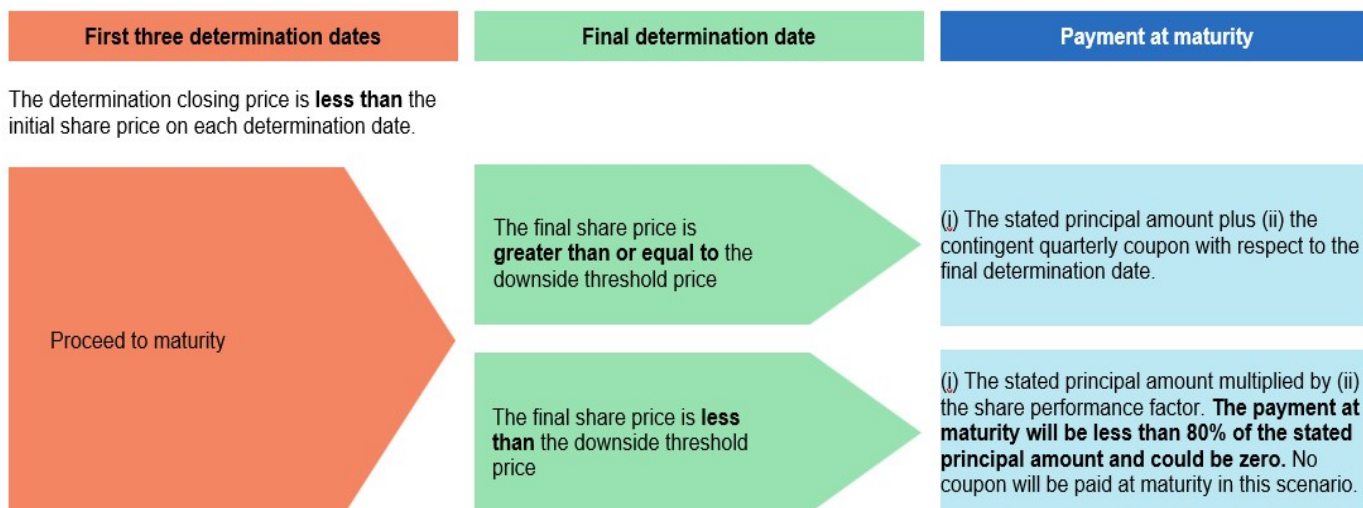 First three determination dates
Final determination date
Payment at maturity
The determination closing price is less than the
initial share price on each determination date.
Proceed to maturity
The final share price is
greater than or equal to the
downside threshold price
(i) The stated principal amount plus (ii) the
contingent quarterly coupon with respect to the
final determination date.
The final share price is less
than the downside threshold
price
(i) The stated principal amount multiplied by (ii)
the share performance factor. The payment at
maturity will be less than 80% of the stated
principal amount and could be zero. No
coupon will be paid at maturity in this scenario.